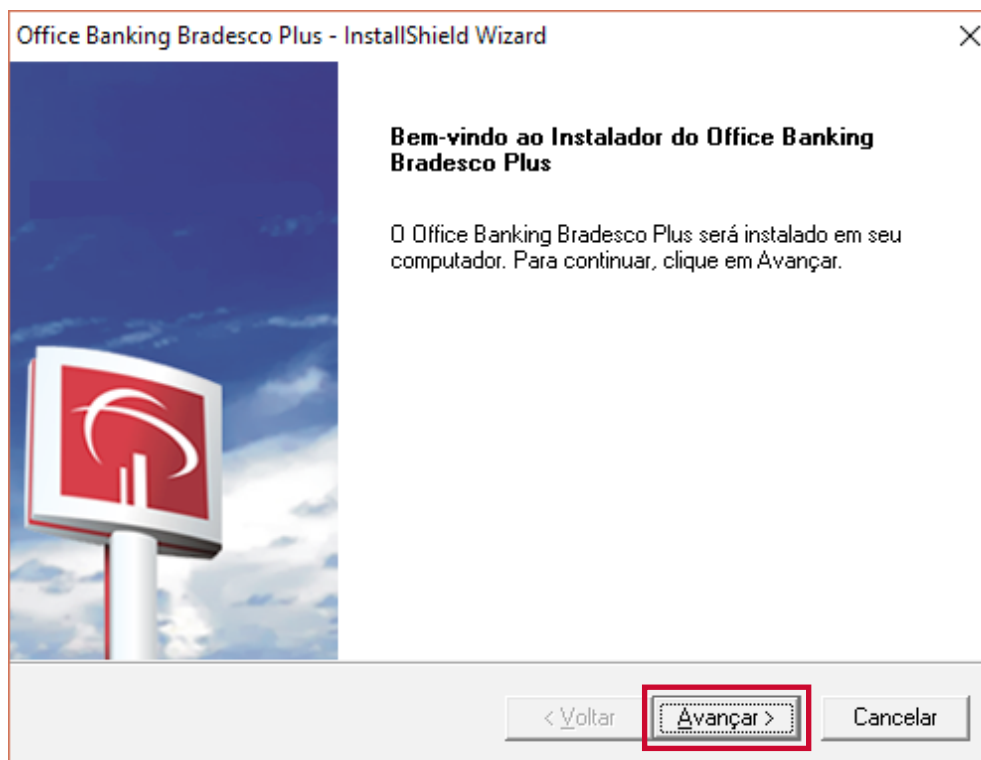 Office Banking Bradesco Plus - InstallShield Wizard
Bem-vindo ao Instalador do Office Banking
Bradesco Plus
O Office Banking Bradesco Plus será instalado em seu
computador. Para continuar, clique em Avançar.
< Voltar
Avançar >
Cancelar